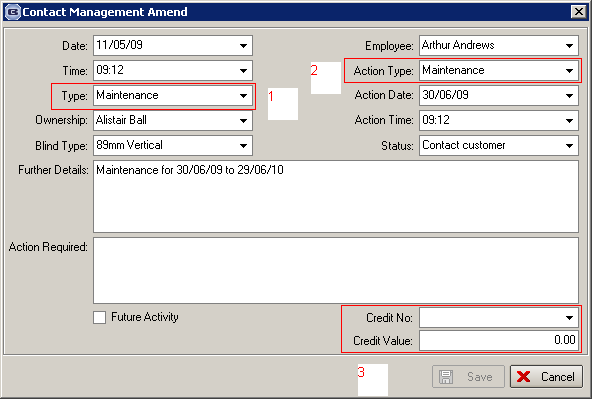 Contact Management Amend
Date: 11/05/09 Employee: Arthur Andrews
Time: 09:12 2 Action Type: Maintenance
Type: Maintenance 1 Action Date: 30/06/09
Ownership: Alistair Ball Action Time: 09:12
Blind Type: 89mm Vertical Status: Contact customer
Further Details: Maintenance for 30/06/09 to 29/06/10
Action Required:
Future Activity Credit No:
Credit Value: 0.00
3 Save Cancel